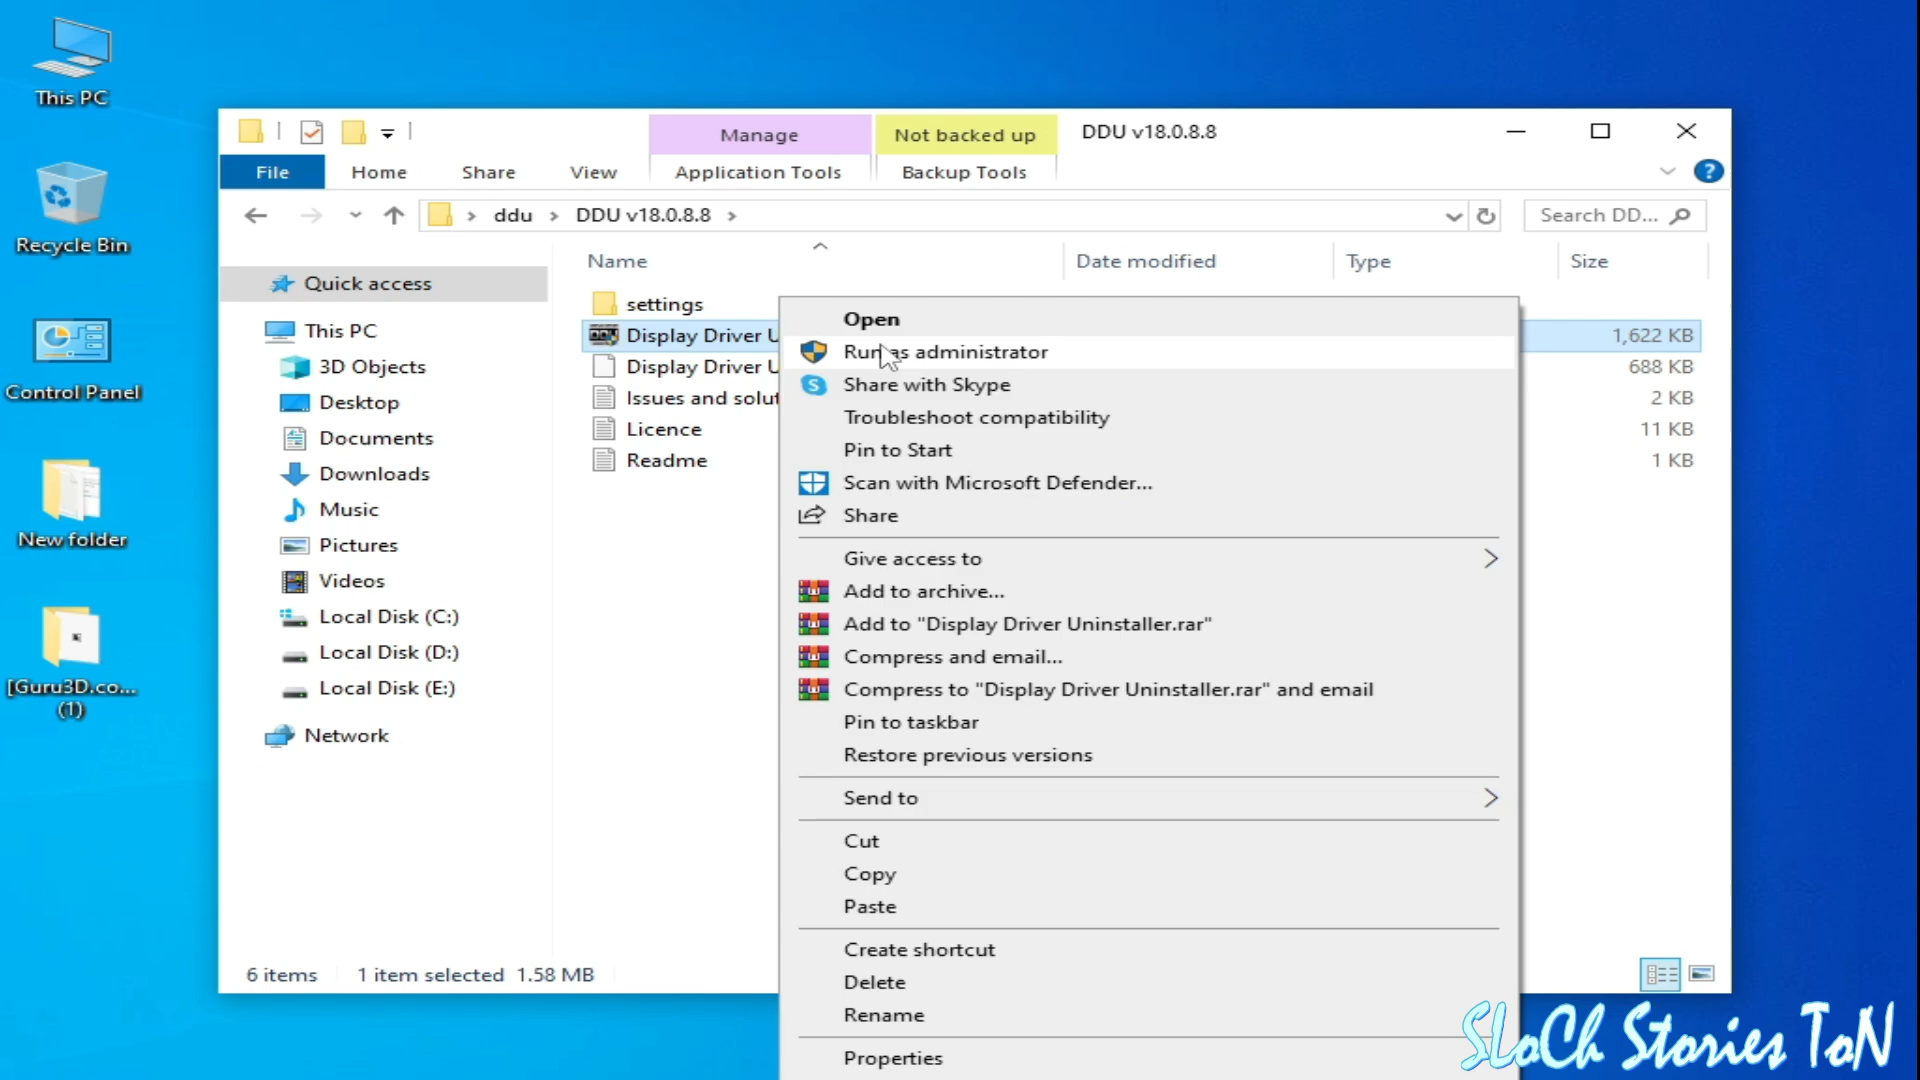 This PC
Recycle Bin
Control Panel
New folder
[Guru3D.co...
(1)
Manage
Not backed up
DDU v18.0.8.8
File
Home
Share
View
Application Tools
Backup Tools
?
ddu
DDU v18.0.8.8
Search DD...
Name
Date modified
Type
Size
Quick access
This PC
3D Objects
Desktop
Documents
Downloads
Music
Pictures
Videos
Local Disk (C:)
Local Disk (D:)
Local Disk (E:)
Network
settings
Display Driver U
1,622 KB
Display Driver U
688 KB
Issues and solut
2 KB
Licence
11 KB
Readme
1 KB
Open
Run as administrator
Share with Skype
Troubleshoot compatibility
Pin to Start
Scan with Microsoft Defender...
Share
Give access to
Add to archive...
Add to "Display Driver Uninstaller.rar"
Compress and email...
Compress to "Display Driver Uninstaller.rar" and email
Pin to taskbar
Restore previous versions
Send to
Cut
Copy
Paste
Create shortcut
Delete
Rename
Properties
6 items
1 item selected 1.58 MB
SLoCh Stories ToN